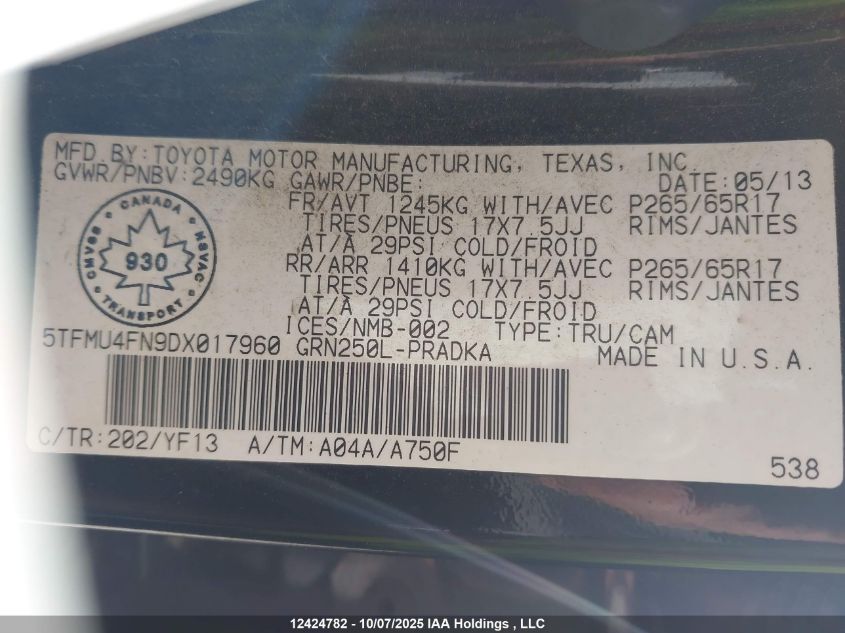 MFD. BY: TOYOTA MOTOR MANUFACTURING, TEXAS, INC.
GVWR/PNBV: 2490KG GAWR/PNBE: DATE: 05/13
FR/AVT 1245KG WITH/AVEC P265/65R17
TIRES/PNEUS 17X7.5JJ RIMS/JANTES
AT/À 29PSI COLD/FROID
RR/ARR 1410KG WITH/AVEC P265/65R17
TIRES/PNEUS 17X7.5JJ RIMS/JANTES
AT/À 29PSI COLD/FROID
ICES/NMB-002 TYPE: TRU/CAM
CANADA
CMVSS 930 NSVAC
TRANSPORT
5TFMU4FN9DX017960 GRN250L-PRADKA MADE IN U.S.A.
C/TR: 202/YF13 A/TM: A04A/A750F
538
12424782 - 10/07/2025 IAA Holdings , LLC